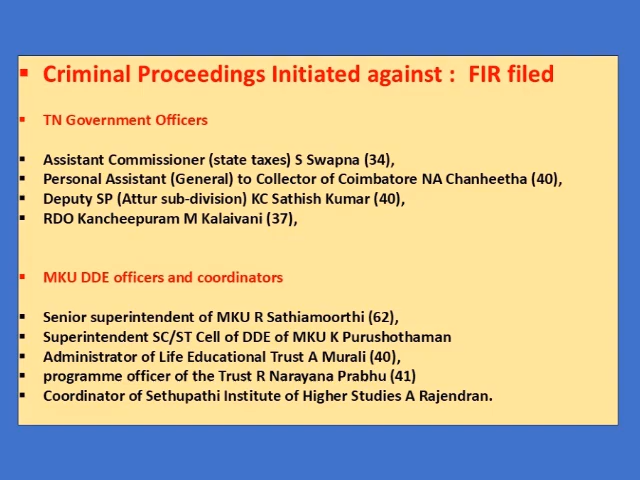 Criminal Proceedings Initiated against : FIR filed
TN Government Officers
Assistant Commissioner (state taxes) S Swapna (34),
Personal Assistant (General) to Collector of Coimbatore NA Chanheetha (40),
Deputy SP (Attur sub-division) KC Sathish Kumar (40),
RDO Kancheepuram M Kalaivani (37),
MKU DDE officers and coordinators
Senior superintendent of MKU R Sathiamoorthi (62),
Superintendent SC/ST Cell of DDE of MKU K Purushothaman
Administrator of Life Educational Trust A Murali (40),
programme officer of the Trust R Narayana Prabhu (41)
Coordinator of Sethupathi Institute of Higher Studies A Rajendran.